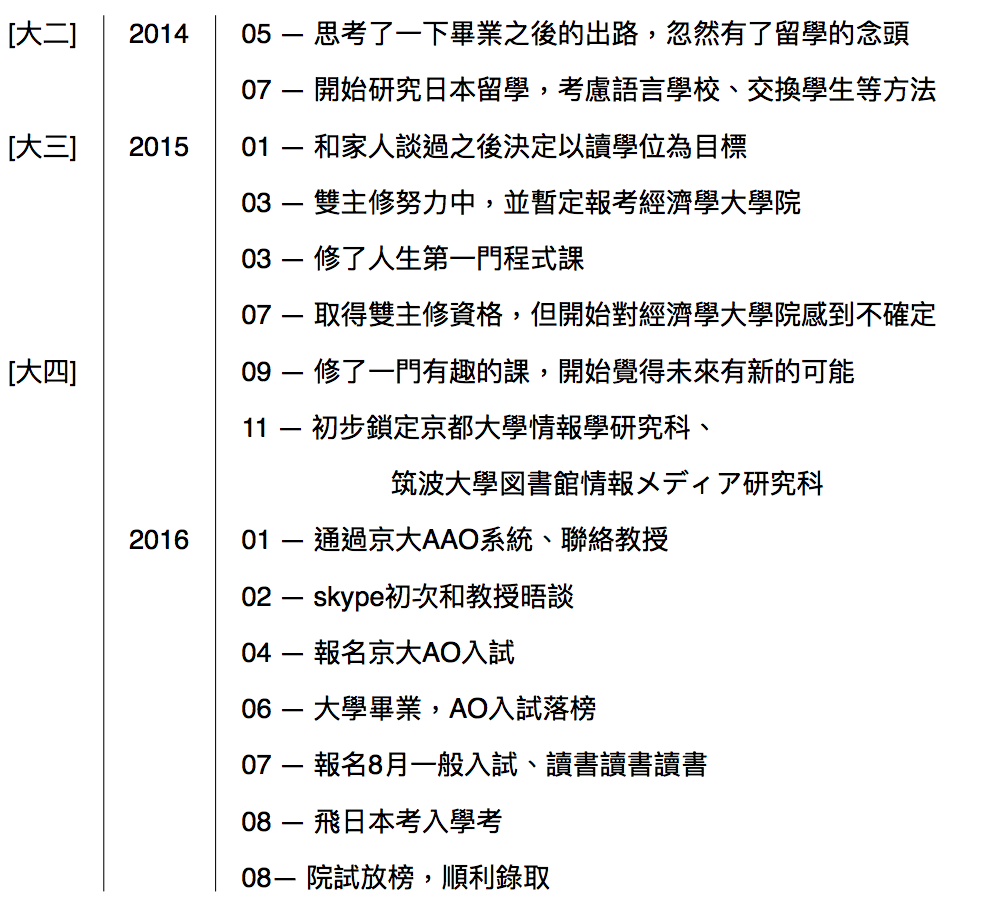 [大二] 2014 05 — 思考了一下畢業之後的出路，忽然有了留學的念頭
07 — 開始研究日本留學，考慮語言學校、交換學生等方法
[大三] 2015 01 — 和家人談過之後決定以讀學位為目標
03 — 雙主修努力中，並暫定報考經濟學大學院
03 — 修了人生第一門程式課
07 — 取得雙主修資格，但開始對經濟學大學院感到不確定
[大四] 09 — 修了一門有趣的課，開始覺得未來有新的可能
11 — 初步鎖定京都大學情報學研究科、
筑波大學図書館情報メディア研究科
2016 01 — 通過京大AAO系統、聯絡教授
02 — skype初次和教授晤談
04 — 報名京大AO入試
06 — 大學畢業，AO入試落榜
07 — 報名8月一般入試、讀書讀書讀書
08 — 飛日本考入學考
08— 院試放榜，順利錄取